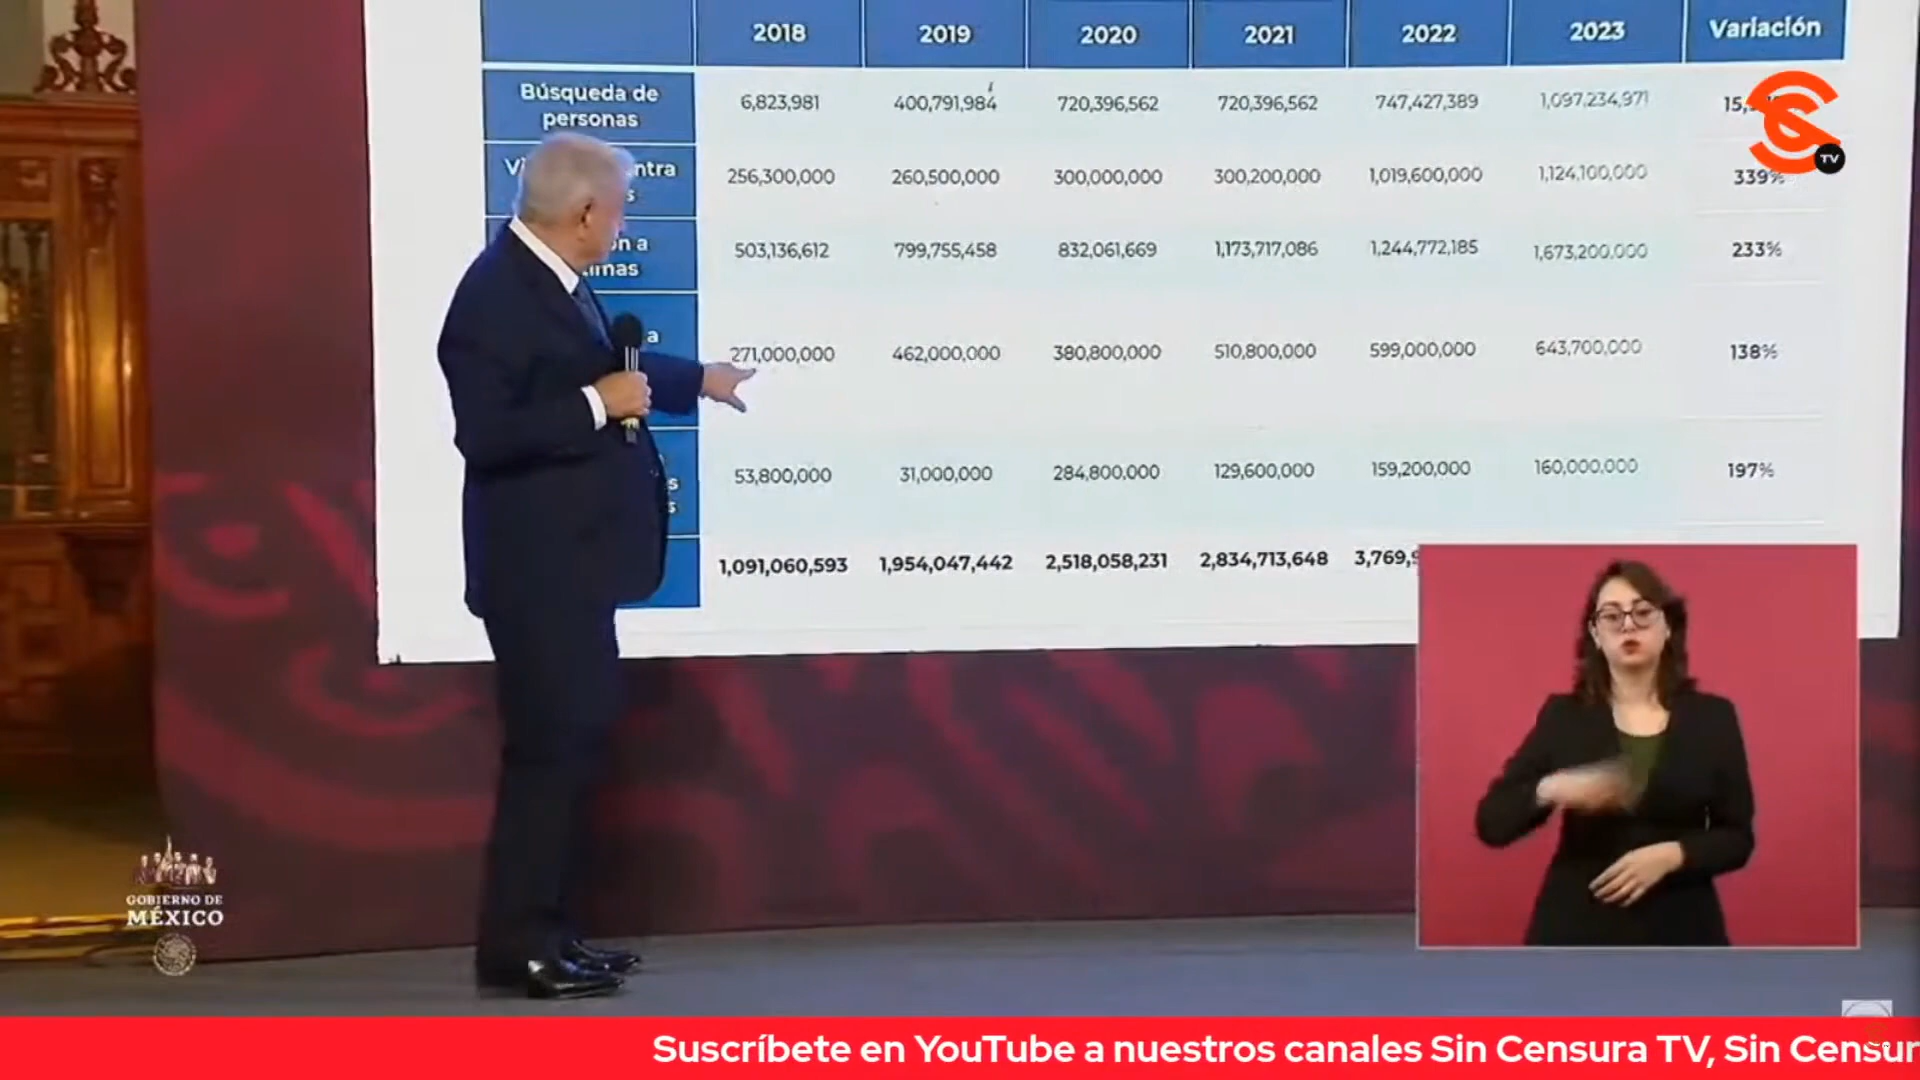 2018 2019 2020 2021 2022 2023 Variación
Búsqueda de
personas
6,823,981 400,791,984 720,396,562 720,396,562 747,427,389 1,097,234,971
TV
256,300,000 260,500,000 300,000,000 300,200,000 1,019,600,000 1,124,100,000 339%
503,136,612 799,755,458 832,061,669 1,173,717,086 1,244,772,185 1,673,200,000 233%
271,000,000 462,000,000 380,800,000 510,800,000 599,000,000 643,700,000 138%
53,800,000 31,000,000 284,800,000 129,600,000 159,200,000 160,000,000 197%
1,091,060,593 1,954,047,442 2,518,058,231 2,834,713,648 3,769,9
GOBIERNO DE
MÉXICO
Suscríbete en YouTube a nuestros canales Sin Censura TV, Sin Censur